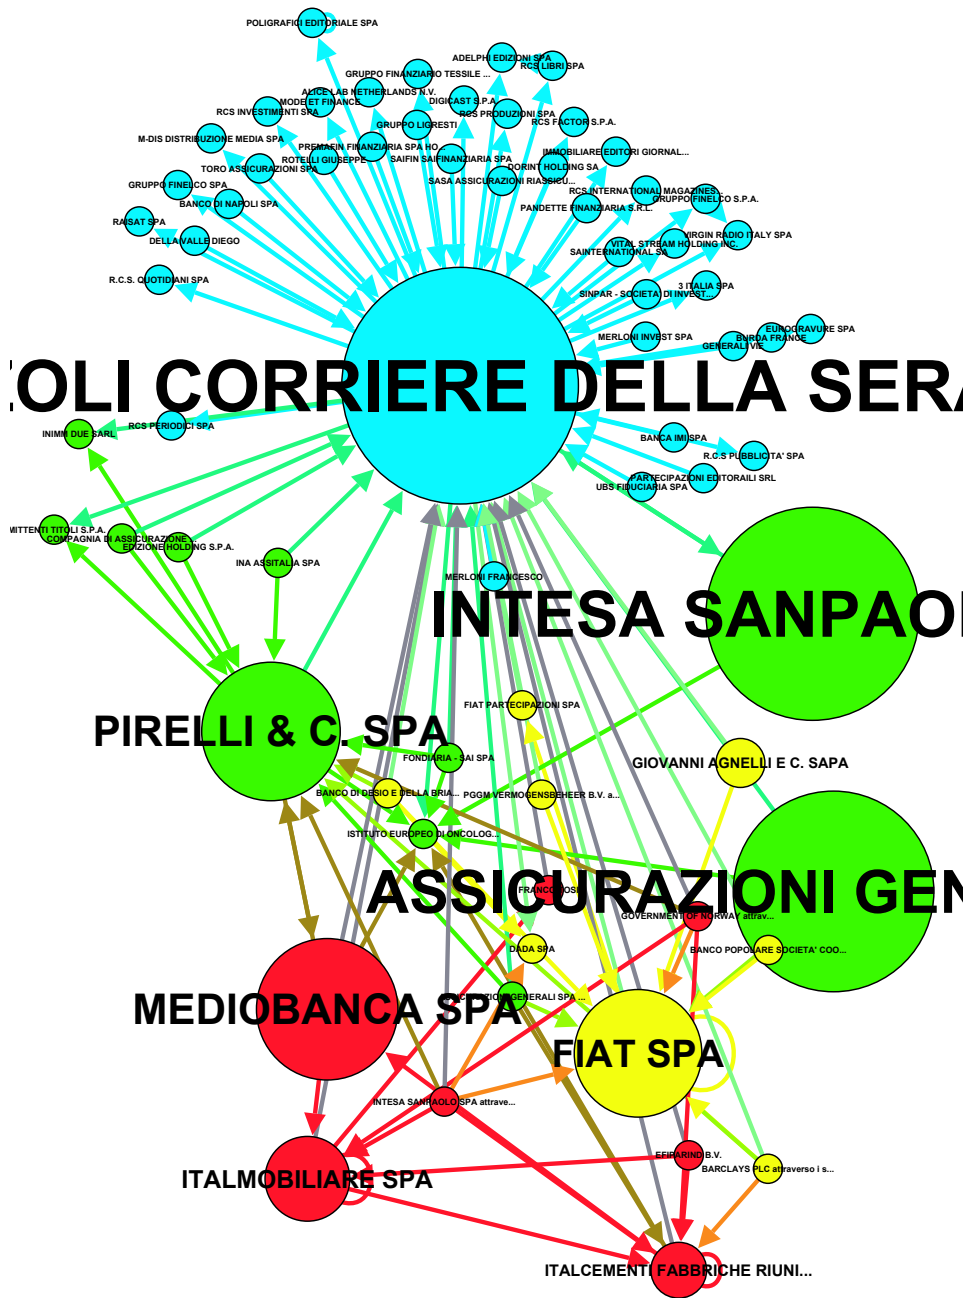 POLIGRAFICI EDITORIALE SPA
ADELPHI EDIZIONI SPA
RCS LIBRI SPA
GRUPPO FINANZIARIO TESSILE ...
ALICE LAB NETHERLANDS N.V.
MODE ET FINANCE
DIGICAST S.P.A.
RCS INVESTIMENTI SPA
RCS PRODUZIONI SPA
RCS FACTOR S.P.A.
GRUPPO LIGRESTI
M-DIS DISTRIBUZIONE MEDIA SPA
PREMAFIN FINANZIARIA SPA HO...
IMMOBILIARE EDITORI GIORNAL...
ROTELLI GIUSEPPE
SAIFIN SAIFINANZIARIA SPA
DORINT HOLDING SA
TORO ASSICURAZIONI SPA
SASA ASSICURAZIONI RIASSICU...
GRUPPO FINELCO SPA
RCS INTERNATIONAL MAGAZINES...
GRUPPO FINELCO S.P.A.
BANCO DI NAPOLI SPA
PANDETTE FINANZIARIA S.R.L.
RAISAT SPA
VIRGIN RADIO ITALY SPA
DELLA VALLE DIEGO
VITAL STREAM HOLDING INC.
SAINTERNATIONAL SA
R.C.S. QUOTIDIANI SPA
3 ITALIA SPA
SINPAR - SOCIETA' DI INVEST...
EUROGRAVURE SPA
MERLONI INVEST SPA
BURDA FRANCE
GENERALI VIE
ZOLI CORRIERE DELLA SERA
RCS PERIODICI SPA
INIMM DUE SARL
BANCA IMI SPA
R.C.S PUBBLICITA' SPA
PARTECIPAZIONI EDITORAILI SRL
UBS FIDUCIARIA SPA
MITTENTI TITOLI S.P.A.
COMPAGNIA DI ASSICURAZIONE ...
EDIZIONE HOLDING S.P.A.
INA ASSITALIA SPA
MERLONI FRANCESCO
INTESA SANPAOL
FIAT PARTECIPAZIONI SPA
PIRELLI & C. SPA
FONDIARIA - SAI SPA
GIOVANNI AGNELLI E C. SAPA
BANCO DI DESIO E DELLA BRIA...
PGGM VERMOGENSBEHEER B.V. a...
ISTITUTO EUROPEO DI ONCOLOG...
ASSICURAZIONI GEN
GOVERNMENT OF NORWAY attrav...
DADA SPA
BANCO POPOLARE SOCIETA' COO...
GENERALI SPA ...
MEDIOBANCA SPA
FIAT SPA
INTESA SANPAOLO SPA attrave...
EFIPARIND B.V.
BARCLAYS PLC attraverso i s...
ITALMOBILIARE SPA
ITALCEMENTI FABBRICHE RIUNI...